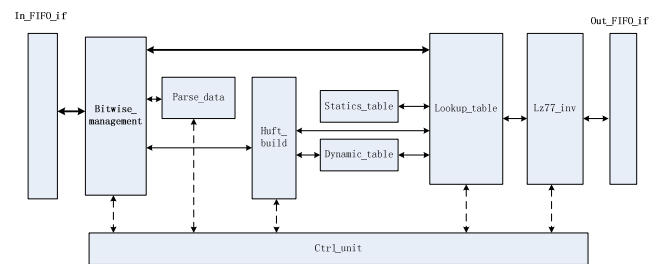 In_FIFO_if
Out_FIFO_if
Bitwise_
management
Parse_data
Huft_
build
Statics_table
Dynamic_table
Lookup_table
Lz77_inv
Ctrl_unit